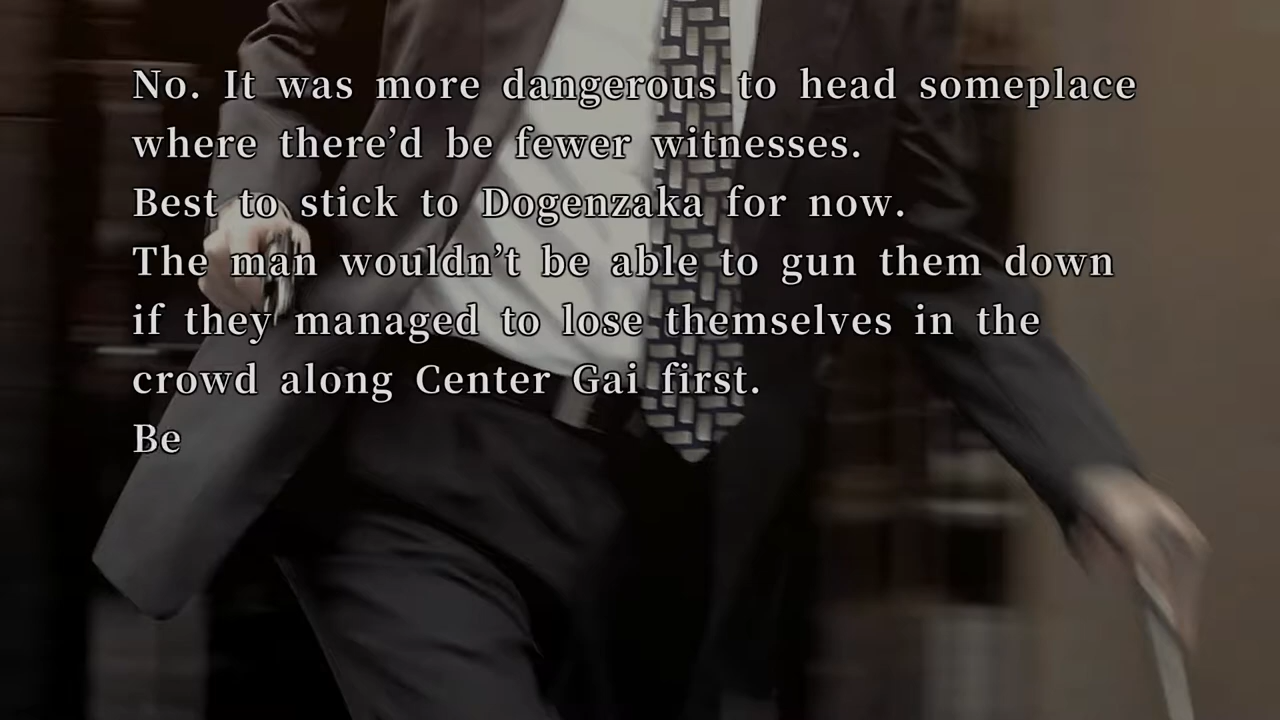 No. It was more dangerous to head someplace
where there’d be fewer witnesses.
Best to stick to Dogenzaka for now.
The man wouldn’t be able to gun them down
if they managed to lose themselves in the
crowd along Center Gai first.
Be